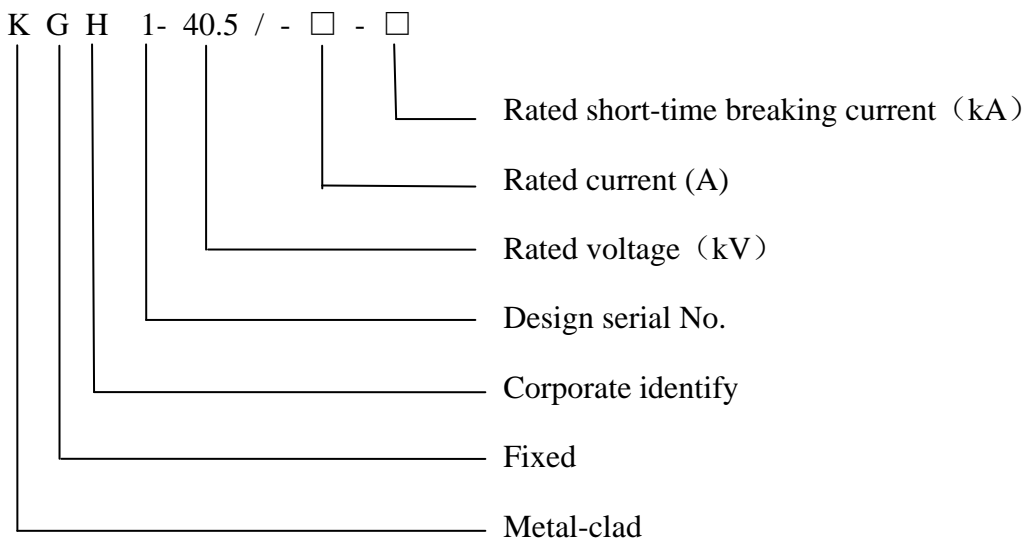 K G H 1- 40.5 / - □ - □
Rated short-time breaking current（kA）
Rated current (A)
Rated voltage（kV）
Design serial No.
Corporate identify
Fixed
Metal-clad